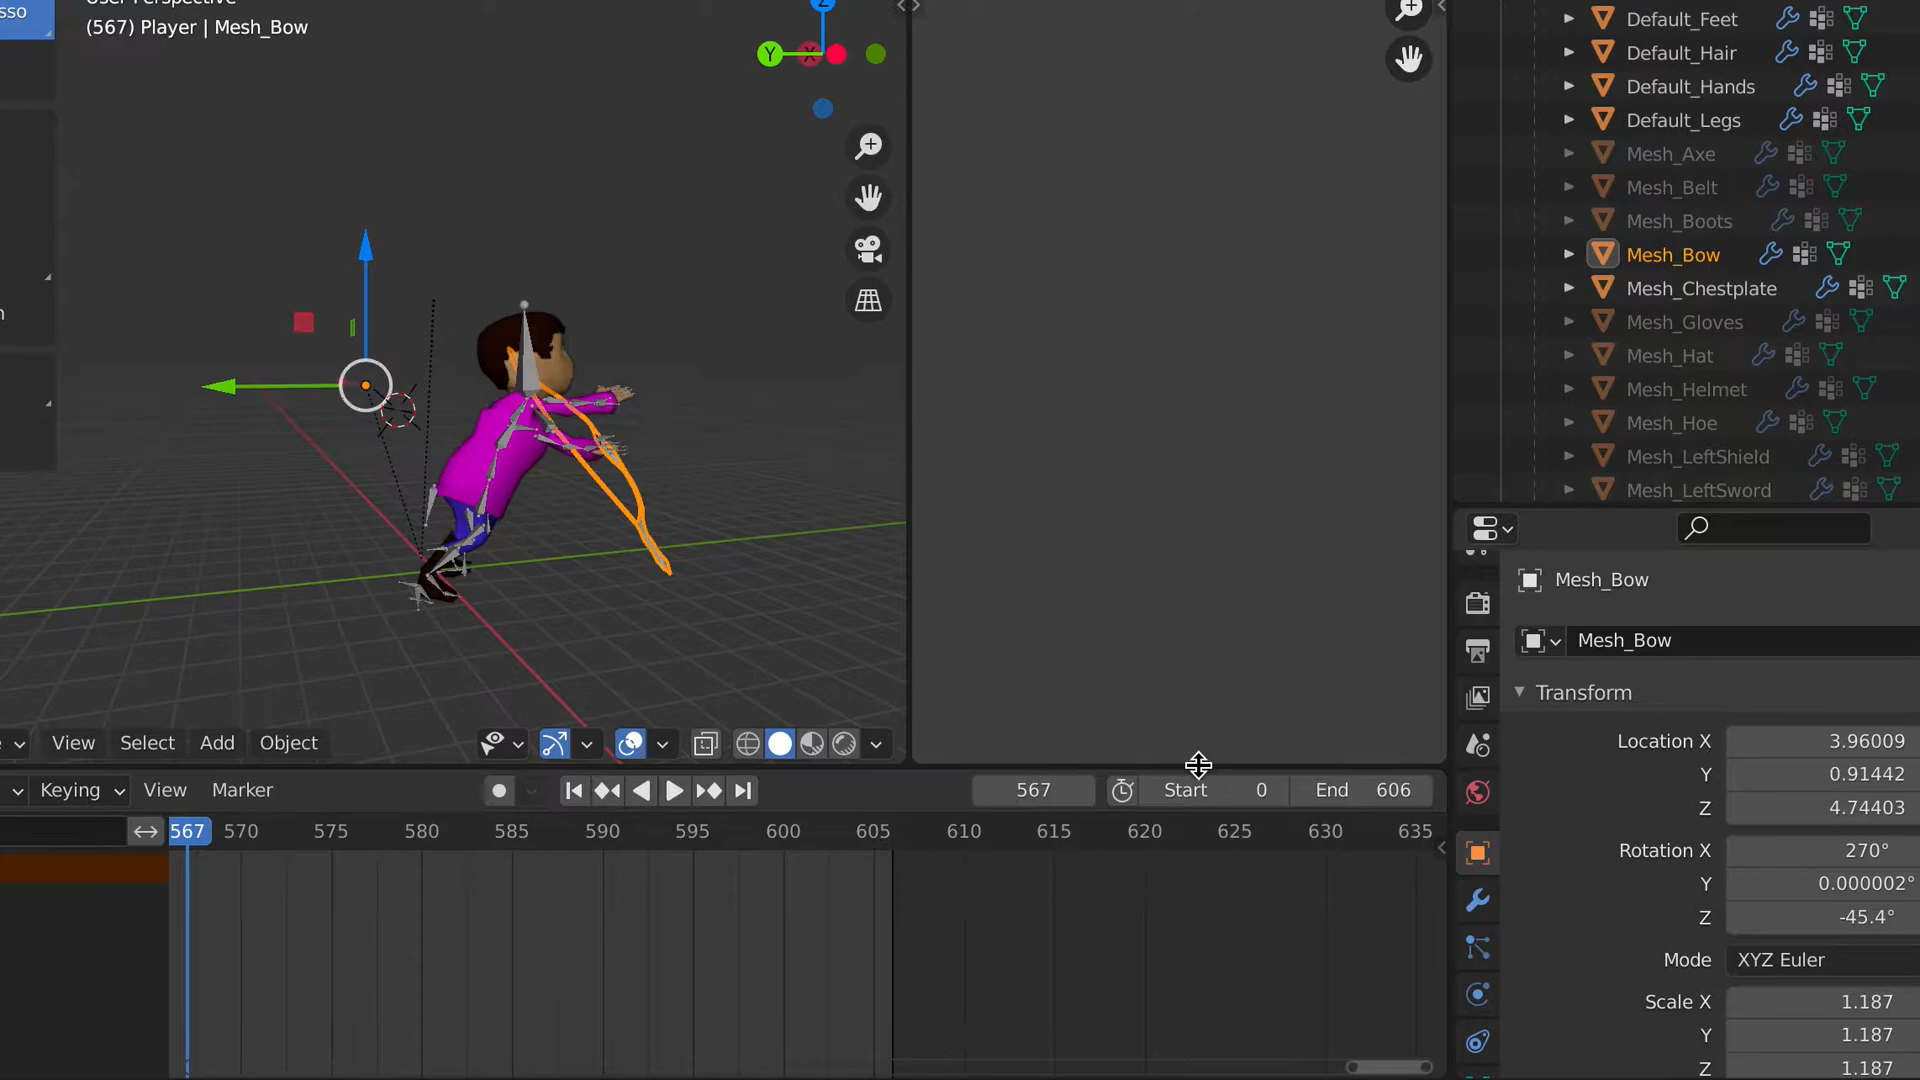 sso
(567) Player | Mesh_Bow
Z
Y
X
n
View Select Add Object
Keying View Marker
567 Start 0 End 606
567 570 575 580 585 590 595 600 605 610 615 620 625 630 635
Default_Feet
Default_Hair
Default_Hands
Default_Legs
Mesh_Axe
Mesh_Belt
Mesh_Boots
Mesh_Bow
Mesh_Chestplate
Mesh_Gloves
Mesh_Hat
Mesh_Helmet
Mesh_Hoe
Mesh_LeftShield
Mesh_LeftSword
Mesh_Bow
Mesh_Bow
Transform
Location X 3.96009
Y 0.91442
Z 4.74403
Rotation X 270°
Y 0.000002°
Z -45.4°
Mode XYZ Euler
Scale X 1.187
Y 1.187
Z 1.187